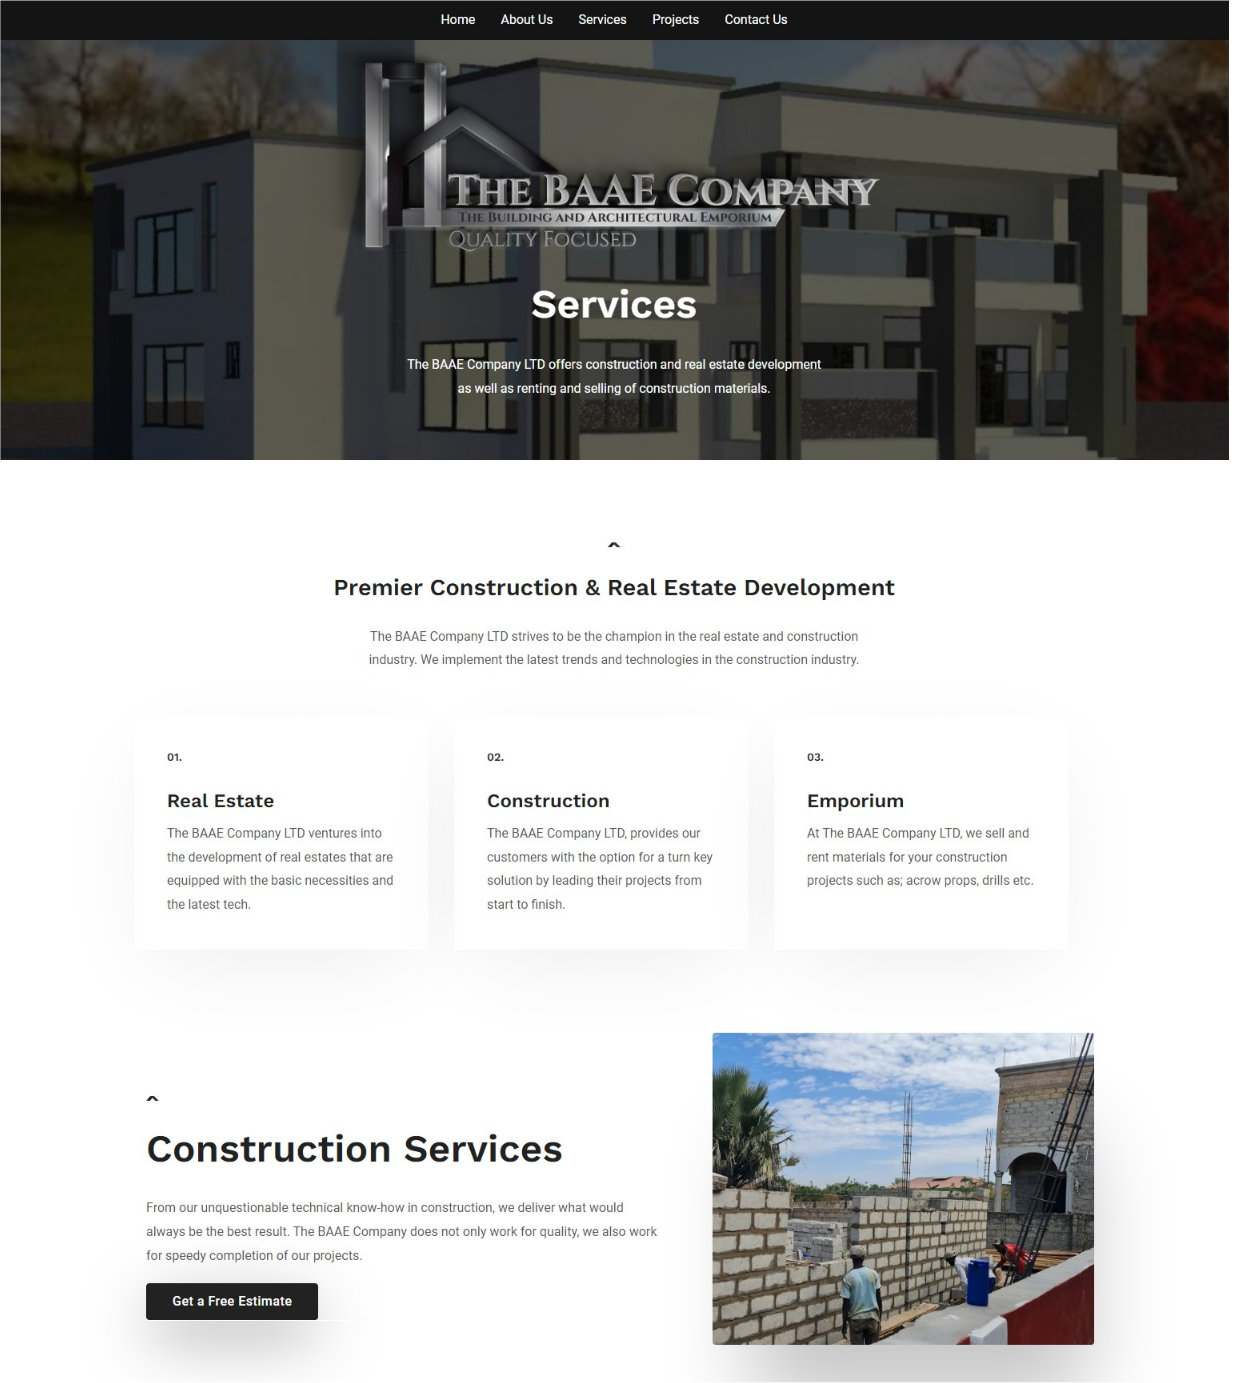 Home About Us Services Projects Contact Us
THE BAAE COMPANY
THE BUILDING AND ARCHITECTURAL EMPORIUM
QUALITY FOCUSED
Services
The BAAE Company LTD offers construction and real estate development
as well as renting and selling of construction materials.
Premier Construction & Real Estate Development
The BAAE Company LTD strives to be the champion in the real estate and construction
industry. We implement the latest trends and technologies in the construction industry.
01.
Real Estate
The BAAE Company LTD ventures into
the development of real estates that are
equipped with the basic necessities and
the latest tech.
02.
Construction
The BAAE Company LTD, provides our
customers with the option for a turn key
solution by leading their projects from
start to finish.
03.
Emporium
At The BAAE Company LTD, we sell and
rent materials for your construction
projects such as; acrow props, drills etc.
Construction Services
From our unquestionable technical know-how in construction, we deliver what would
always be the best result. The BAAE Company does not only work for quality, we also work
for speedy completion of our projects.
Get a Free Estimate